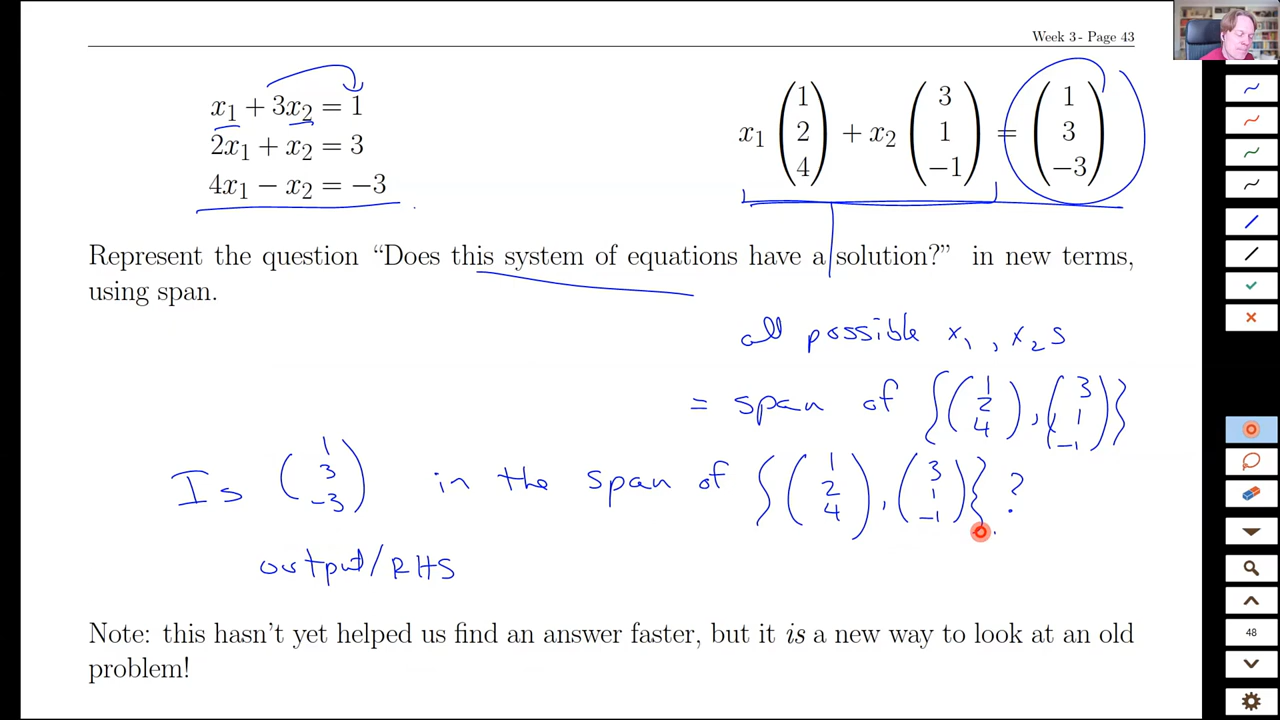 Week 3 - Page 43
x₁ + 3x₂ = 1
2x₁ + x₂ = 3
4x₁ − x₂ = −3
x₁ (1 2 4) + x₂ (3 1 −1) = (1 3 −3)
Represent the question “Does this system of equations have a solution?” in new terms,
using span.
all possible x₁, x₂s
= span of {(1 2 4), (3 1 −1)}
Is (1 3 −3) in the span of {(1 2 4), (3 1 −1)} ?
output/RHS
Note: this hasn't yet helped us find an answer faster, but it is a new way to look at an old
problem!
48